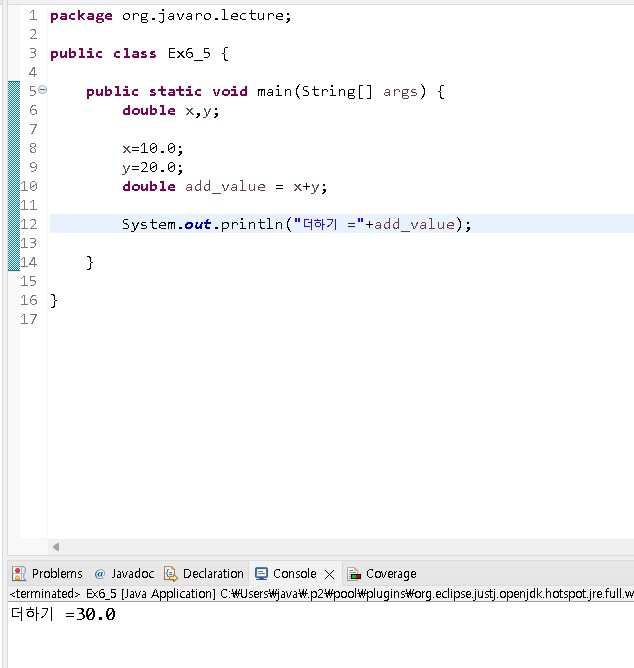 1 package org.javaro.lecture;
2
3 public class Ex6_5 {
4
5 public static void main(String[] args) {
6 double x,y;
7
8 x=10.0;
9 y=20.0;
10 double add_value = x+y;
11
12 System.out.println("더하기 ="+add_value);
13
14 }
15
16 }
17
Problems @ Javadoc Declaration Console Coverage
<terminated> Ex6_5 [Java Application] C:₩Users₩java₩.p2₩pool₩plugins₩org.eclipse.justj.openjdk.hotspot.jre.full.w
더하기 =30.0